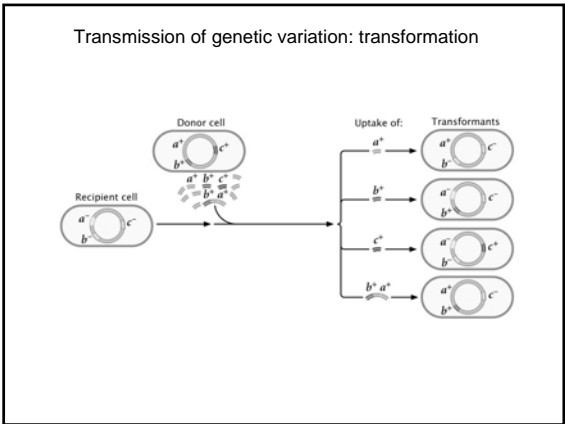 Transmission of genetic variation: transformation
Donor cell
Uptake of:
Transformants
a⁺
c⁺
b⁺
a⁺ b⁺ c⁺
b⁺ a⁺
Recipient cell
a⁻
c⁻
b⁻
a⁺
a⁺
c⁻
b⁻
b⁺
a⁻
c⁻
b⁺
c⁺
a⁻
c⁺
b⁻
b⁺ a⁺
a⁺
c⁻
b⁺